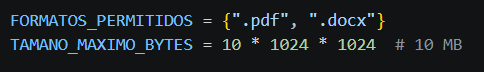 FORMATOS_PERMITIDOS = {".pdf", ".docx"}
TAMANO_MAXIMO_BYTES = 10 * 1024 * 1024  # 10 MB